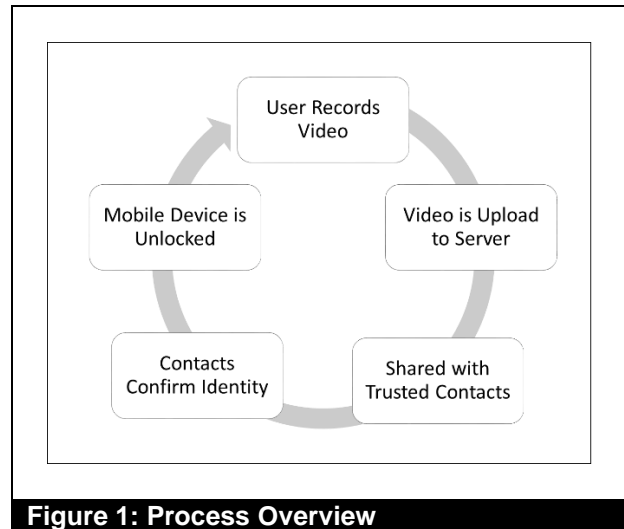 User Records
Video
Video is Upload
to Server
Shared with
Trusted Contacts
Contacts
Confirm Identity
Mobile Device is
Unlocked
Figure 1: Process Overview